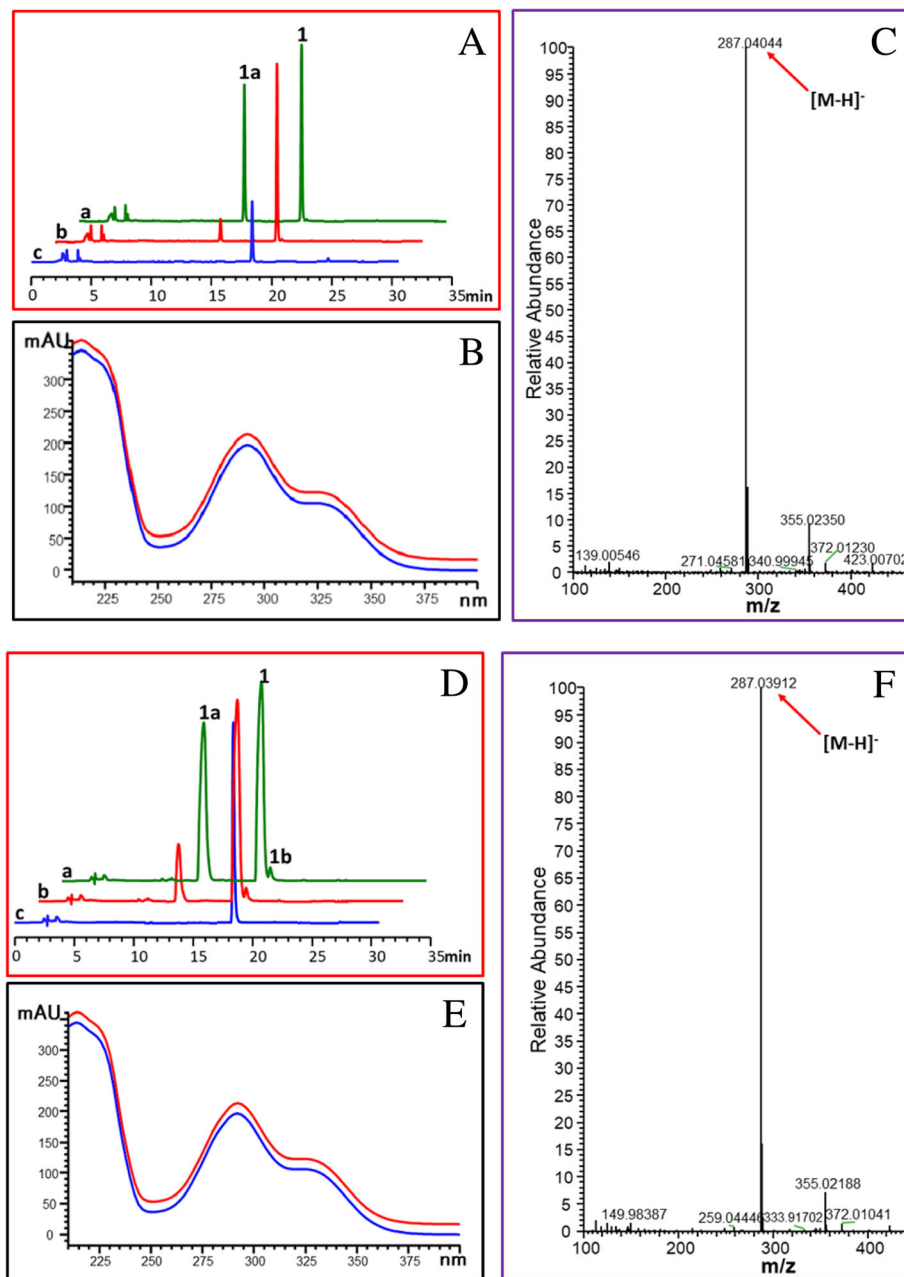 A
1
1a
a
b
c
0 5 10 15 20 25 30 35min
B
mAU
300
250
200
150
100
50
0
225 250 275 300 325 350 375 nm
C
287.04044
[M-H]-
100
95
90
85
80
75
70
65
60
55
50
45
40
35
30
25
20
15
10
5
0
Relative Abundance
355.02350
372.01230
139.00546
271.04581
340.99945
423.00702
100 200 300 400
m/z
D
1
1a
1b
a
b
c
0 5 10 15 20 25 30 35min
E
mAU
300
250
200
150
100
50
0
225 250 275 300 325 350 375 nm
F
287.03912
[M-H]-
100
95
90
85
80
75
70
65
60
55
50
45
40
35
30
25
20
15
10
5
0
Relative Abundance
355.02188
149.98387
259.04446
333.91702
372.01041
100 200 300 400
m/z